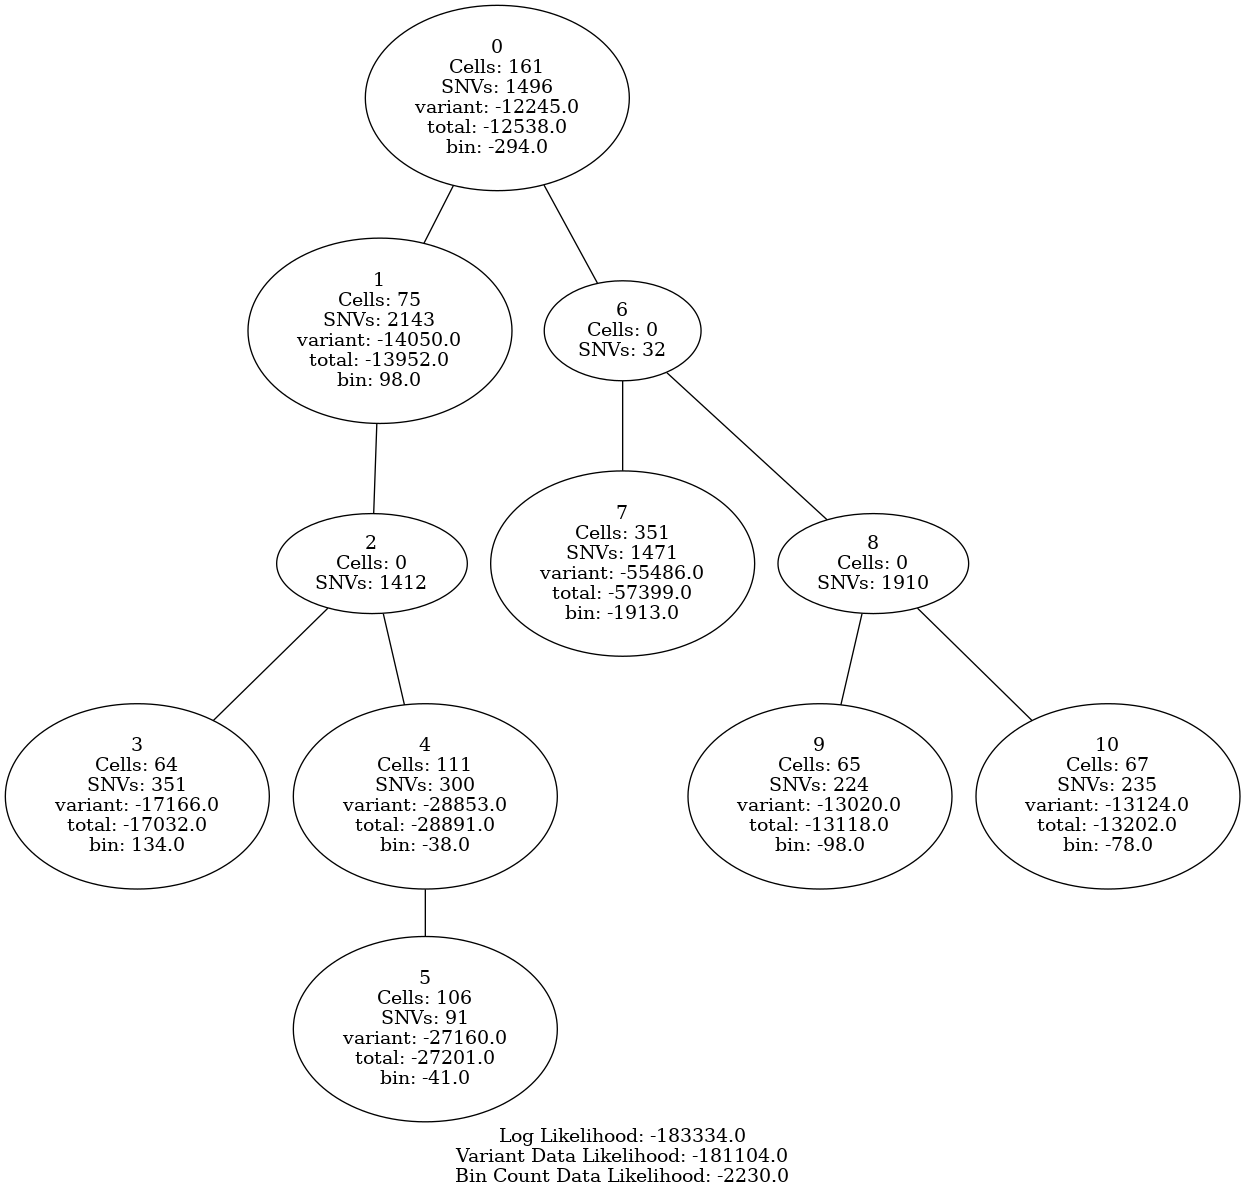 0
Cells: 161
SNVs: 1496
variant: -12245.0
total: -12538.0
bin: -294.0
1
Cells: 75
SNVs: 2143
variant: -14050.0
total: -13952.0
bin: 98.0
6
Cells: 0
SNVs: 32
2
Cells: 0
SNVs: 1412
7
Cells: 351
SNVs: 1471
variant: -55486.0
total: -57399.0
bin: -1913.0
8
Cells: 0
SNVs: 1910
3
Cells: 64
SNVs: 351
variant: -17166.0
total: -17032.0
bin: 134.0
4
Cells: 111
SNVs: 300
variant: -28853.0
total: -28891.0
bin: -38.0
9
Cells: 65
SNVs: 224
variant: -13020.0
total: -13118.0
bin: -98.0
10
Cells: 67
SNVs: 235
variant: -13124.0
total: -13202.0
bin: -78.0
5
Cells: 106
SNVs: 91
variant: -27160.0
total: -27201.0
bin: -41.0
Log Likelihood: -183334.0
Variant Data Likelihood: -181104.0
Bin Count Data Likelihood: -2230.0